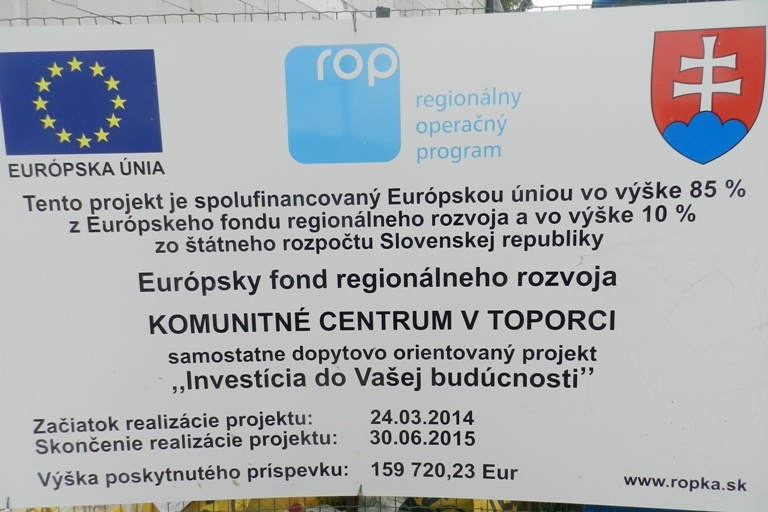 rop
regionálny
operačný
program
EURÓPSKA ÚNIA
Tento projekt je spolufinancovaný Európskou úniou vo výške 85 %
z Európskeho fondu regionálneho rozvoja a vo výške 10 %
zo štátneho rozpočtu Slovenskej republiky
Európsky fond regionálneho rozvoja
KOMUNITNÉ CENTRUM V TOPORCI
samostatne dopytovo orientovaný projekt
,,Investícia do Vašej budúcnosti’’
Začiatok realizácie projektu: 24.03.2014
Skončenie realizácie projektu: 30.06.2015
Výška poskytnutého príspevku: 159 720,23 Eur
www.ropka.sk